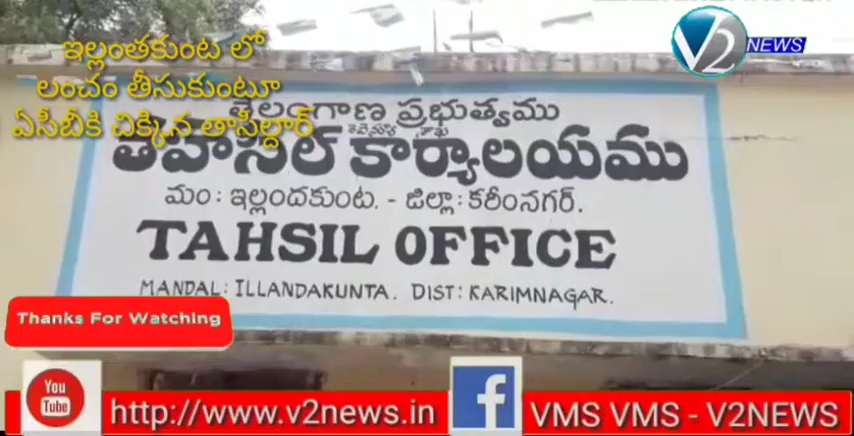 V2 NEWS
ఇల్లంతకుంట లో
లంచం తీసుకుంటూ
ఏసీబీకి చిక్కిన తాసిల్దార్
తెలంగాణ ప్రభుత్వము
తహసీల్ కార్యాలయము
మం: ఇల్లందకుంట. - జిల్లా: కరీంనగర్.
TAHSIL OFFICE
MANDAL: ILLANDAKUNTA. DIST: KARIMNAGAR.
Thanks For Watching
You Tube
http://www.v2news.in
f
VMS VMS - V2NEWS